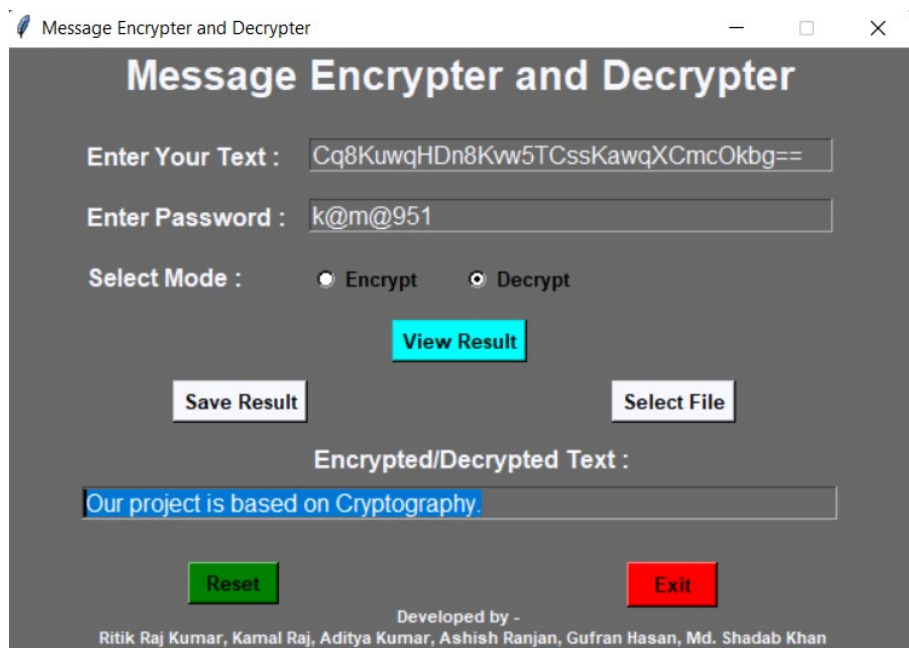 Message Encrypter and Decrypter
Message Encrypter and Decrypter
Enter Your Text : Cq8KuwqHDn8Kvw5TCssKawqXCmcOkbg==
Enter Password : k@m@951
Select Mode : Encrypt Decrypt
View Result
Save Result Select File
Encrypted/Decrypted Text :
Our project is based on Cryptography.
Reset Exit
Developed by -
Ritik Raj Kumar, Kamal Raj, Aditya Kumar, Ashish Ranjan, Gufran Hasan, Md. Shadab Khan